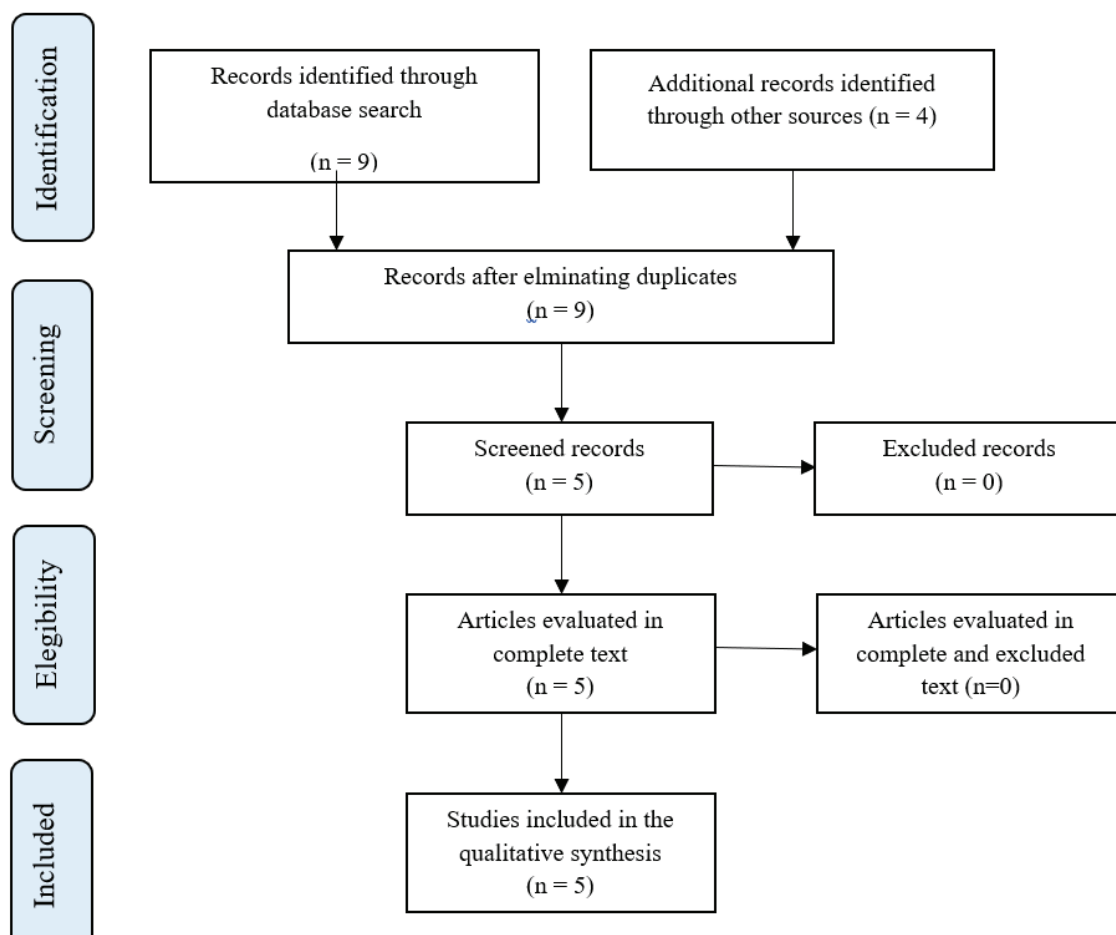 Identification
Records identified through
database search
(n = 9)
Additional records identified
through other sources (n = 4)
Records after elminating duplicates
(n = 9)
Screening
Screened records
(n = 5)
Excluded records
(n = 0)
Elegibility
Articles evaluated in
complete text
(n = 5)
Articles evaluated in
complete and excluded
text (n=0)
Included
Studies included in the
qualitative synthesis
(n = 5)